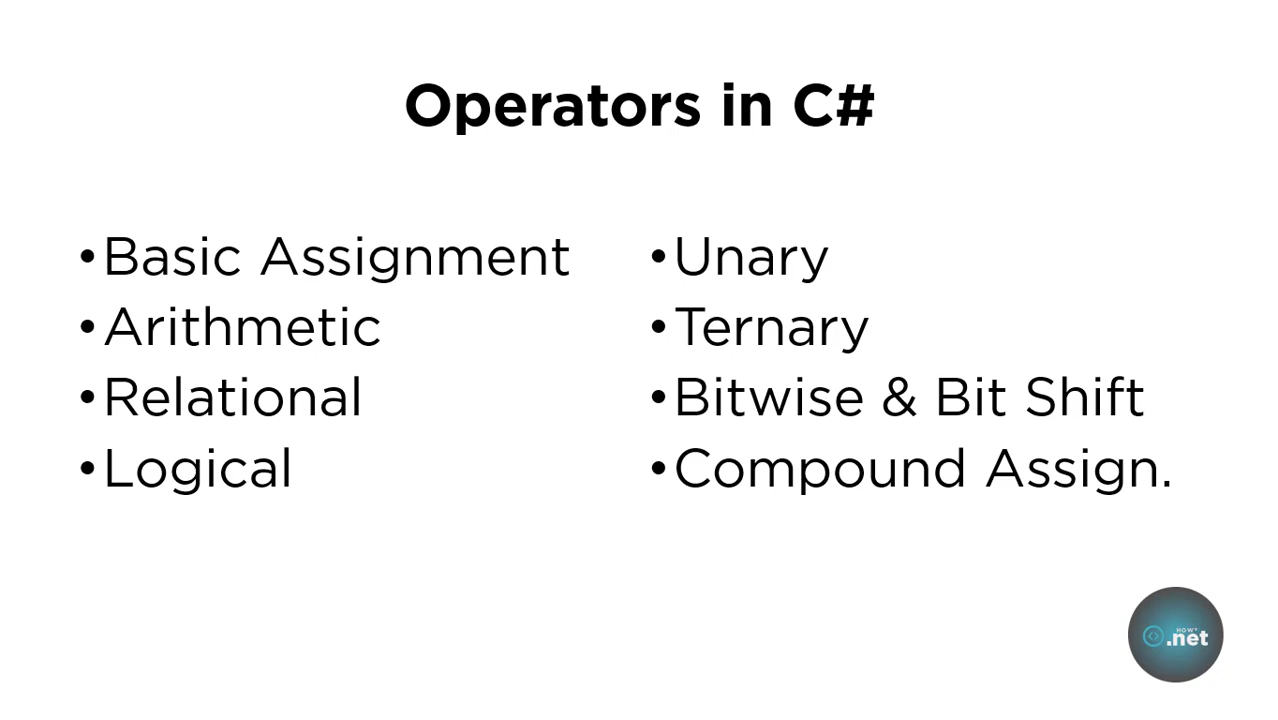 Operators in C#
•Basic Assignment
•Arithmetic
•Relational
•Logical
•Unary
•Ternary
•Bitwise & Bit Shift
•Compound Assign.
.net